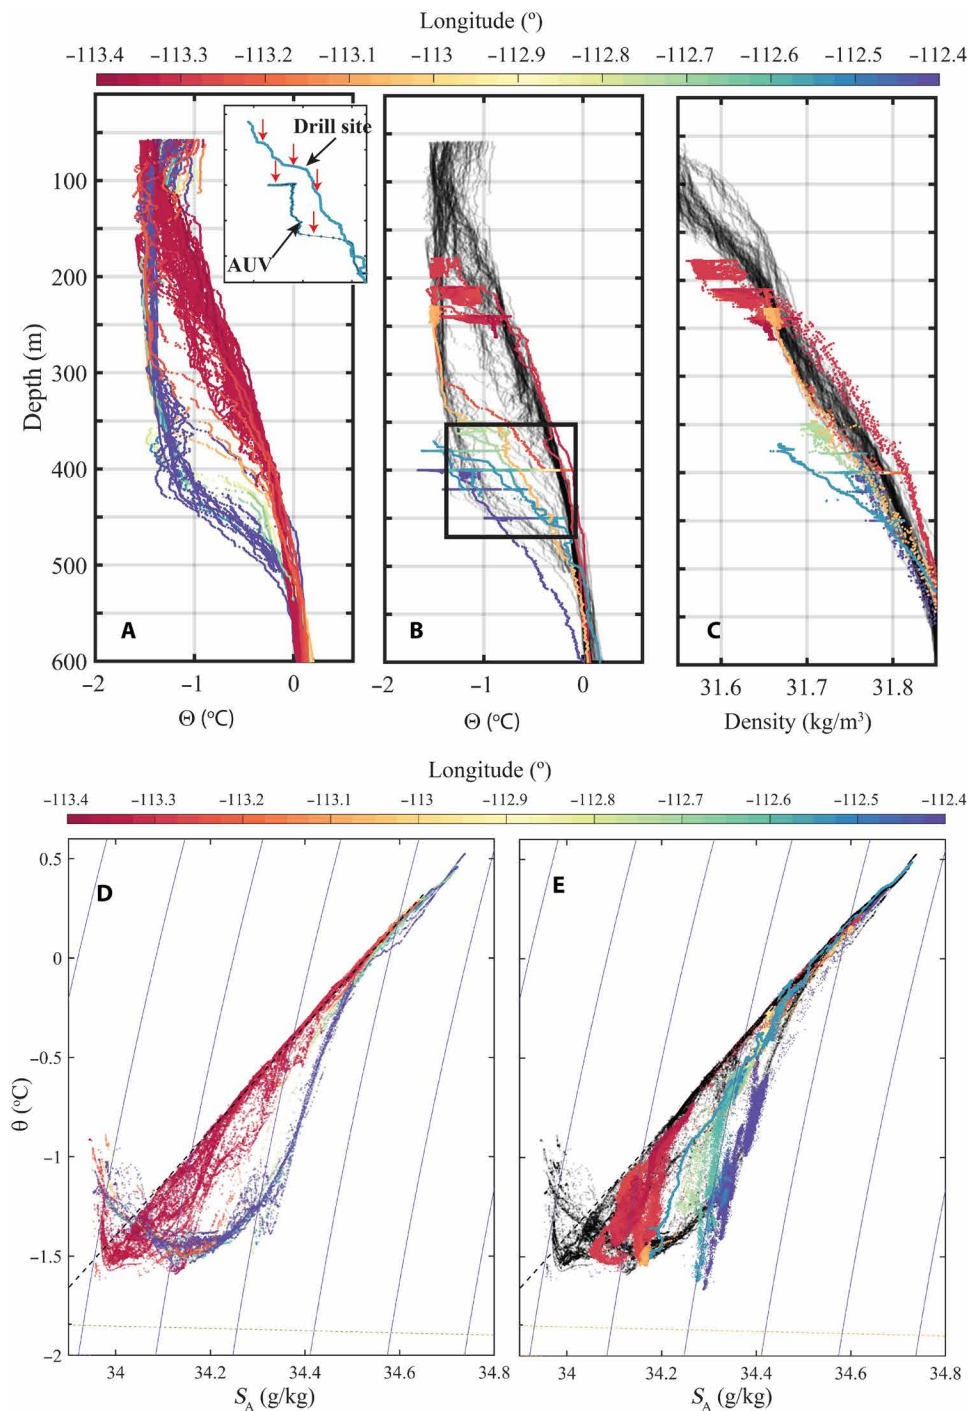 Longitude (º)
−113.4 −113.3 −113.2 −113.1 −113 −112.9 −112.8 −112.7 −112.6 −112.5 −112.4
Drill site
AUV
100
200
300
400
500
600
Depth (m)
A
B
C
−2 −1 0
−2 −1 0
31.6 31.7 31.8
Θ (°C)
Θ (°C)
Density (kg/m³)
Longitude (º)
−113.4 −113.3 −113.2 −113.1 −113 −112.9 −112.8 −112.7 −112.6 −112.5 −112.4
D
E
0.5
0
−0.5
−1
−1.5
−2
θ (°C)
34 34.2 34.4 34.6 34.8
34 34.2 34.4 34.6 34.8
S_A (g/kg)
S_A (g/kg)